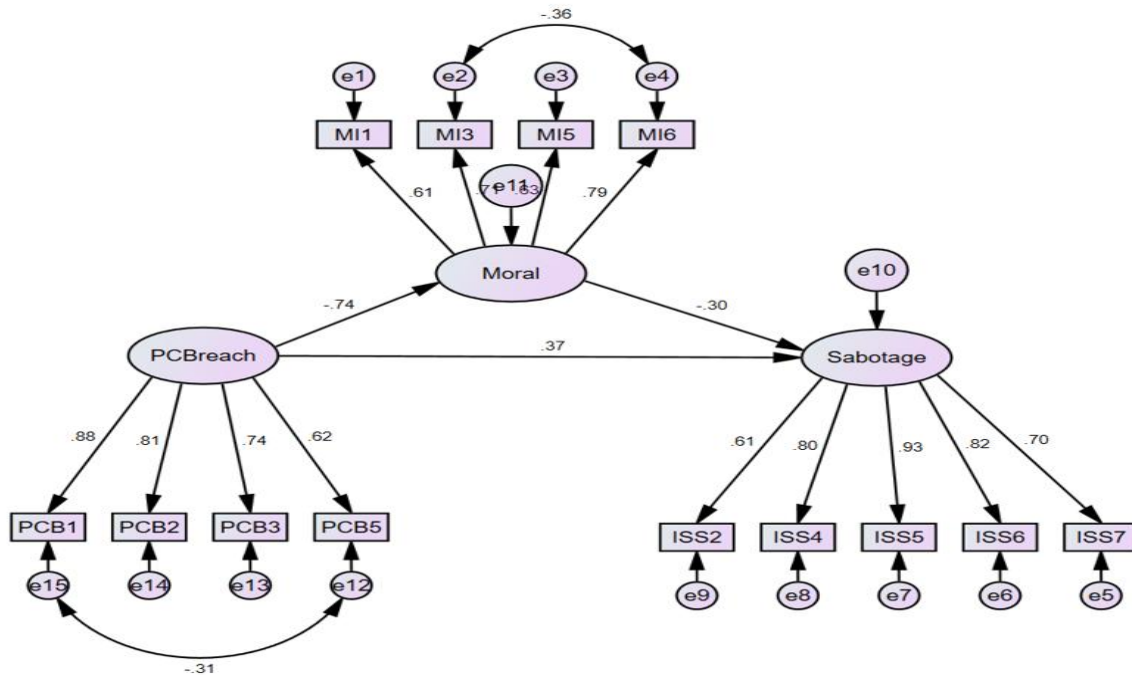 -.36
e1 e2 e3 e4
MI1 MI3 MI5 MI6
e11
.61 .71 .63 .79
Moral
e10
-.74 -.30
PCBreach .37 Sabotage
.88 .81 .74 .62
.61 .80 .93 .82 .70
PCB1 PCB2 PCB3 PCB5
ISS2 ISS4 ISS5 ISS6 ISS7
e15 e14 e13 e12
e9 e8 e7 e6 e5
-.31